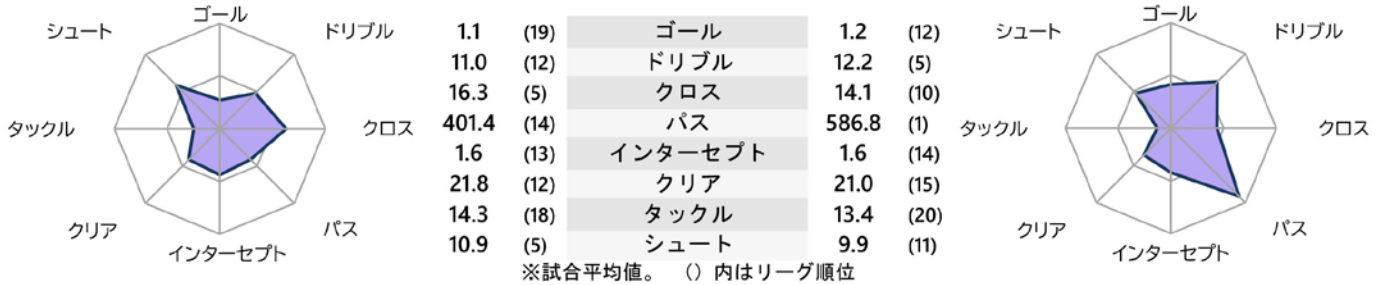 ゴール
シュート
ドリブル
タックル
クロス
クリア
パス
インターセプト
1.1 (19) ゴール 1.2 (12)
11.0 (12) ドリブル 12.2 (5)
16.3 (5) クロス 14.1 (10)
401.4 (14) パス 586.8 (1)
1.6 (13) インターセプト 1.6 (14)
21.8 (12) クリア 21.0 (15)
14.3 (18) タックル 13.4 (20)
10.9 (5) シュート 9.9 (11)
※試合平均値。 () 内はリーグ順位
ゴール
シュート
ドリブル
タックル
クロス
クリア
パス
インターセプト